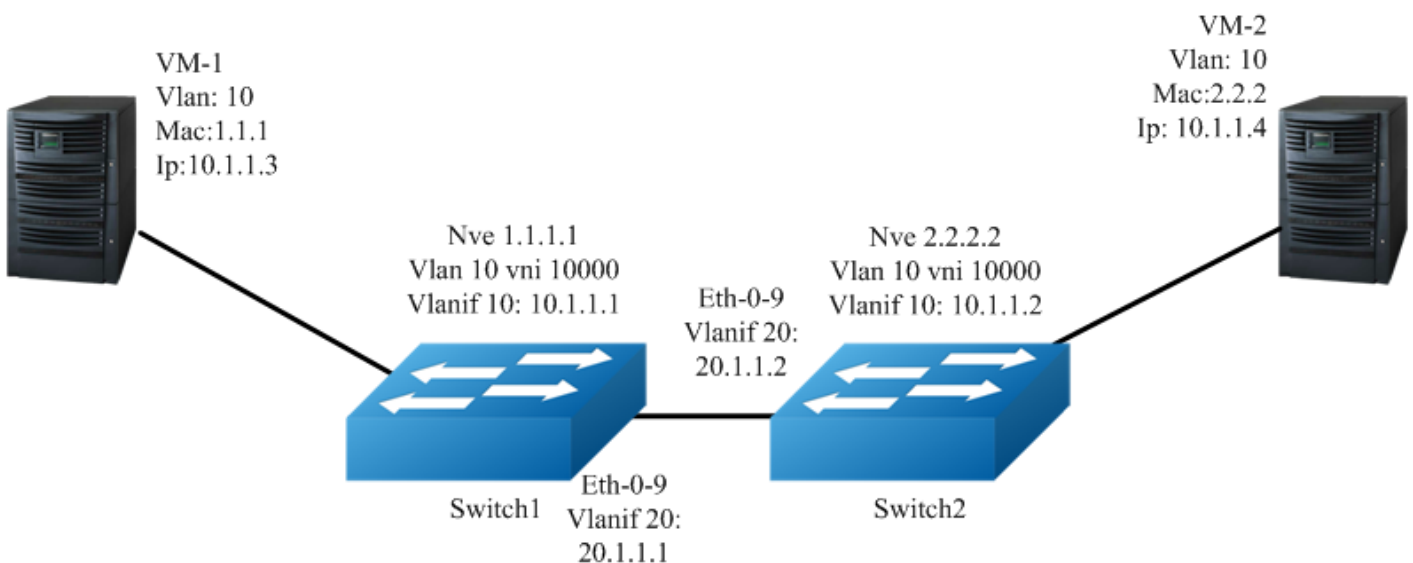 VM-1
Vlan: 10
Mac:1.1.1
Ip:10.1.1.3
VM-2
Vlan: 10
Mac:2.2.2
Ip: 10.1.1.4
Nve 1.1.1.1
Vlan 10 vni 10000
Vlanif 10: 10.1.1.1
Eth-0-9
Vlanif 20:
20.1.1.2
Nve 2.2.2.2
Vlan 10 vni 10000
Vlanif 10: 10.1.1.2
Switch1
Eth-0-9
Vlanif 20:
20.1.1.1
Switch2